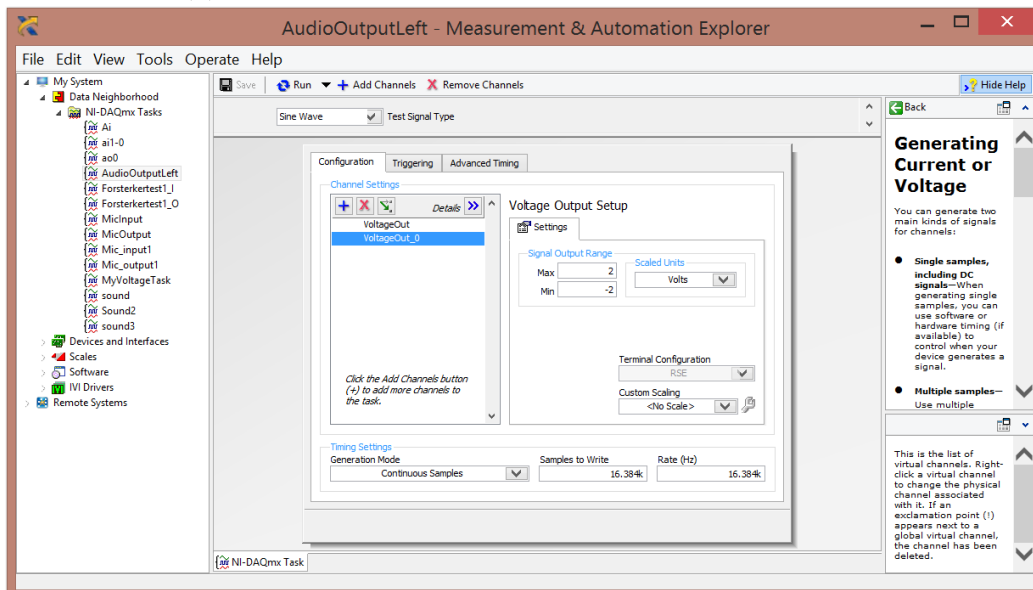 AudioOutputLeft - Measurement & Automation Explorer
File Edit View Tools Operate Help
My System
Data Neighborhood
NI-DAQmx Tasks
Ai
ai1-0
ao0
AudioOutputLeft
Forsterkertest1_I
Forsterkertest1_O
MicInput
MicOutput
Mic_input1
Mic_output1
MyVoltageTask
sound
Sound2
sound3
Devices and Interfaces
Scales
Software
IVI Drivers
Remote Systems
Save Run Add Channels Remove Channels
Hide Help
Sine Wave Test Signal Type
Configuration Triggering Advanced Timing
Channel Settings
Details
VoltageOut
VoltageOut_0
Click the Add Channels button
(+) to add more channels to
the task.
Voltage Output Setup
Settings
Signal Output Range
Max 2
Min -2
Scaled Units
Volts
Terminal Configuration
RSE
Custom Scaling
<No Scale>
Timing Settings
Generation Mode Samples to Write Rate (Hz)
Continuous Samples 16.384k 16.384k
NI-DAQmx Task
Back
Generating
Current or
Voltage
You can generate two
main kinds of signals
for channels:
● Single samples,
including DC
signals—When
generating single
samples, you can
use software or
hardware timing (if
available) to
control when your
device generates a
signal.
● Multiple samples—
Use multiple
This is the list of
virtual channels. Right-
click a virtual channel
to change the physical
channel associated
with it. If an
exclamation point (!)
appears next to a
global virtual channel,
the channel has been
deleted.